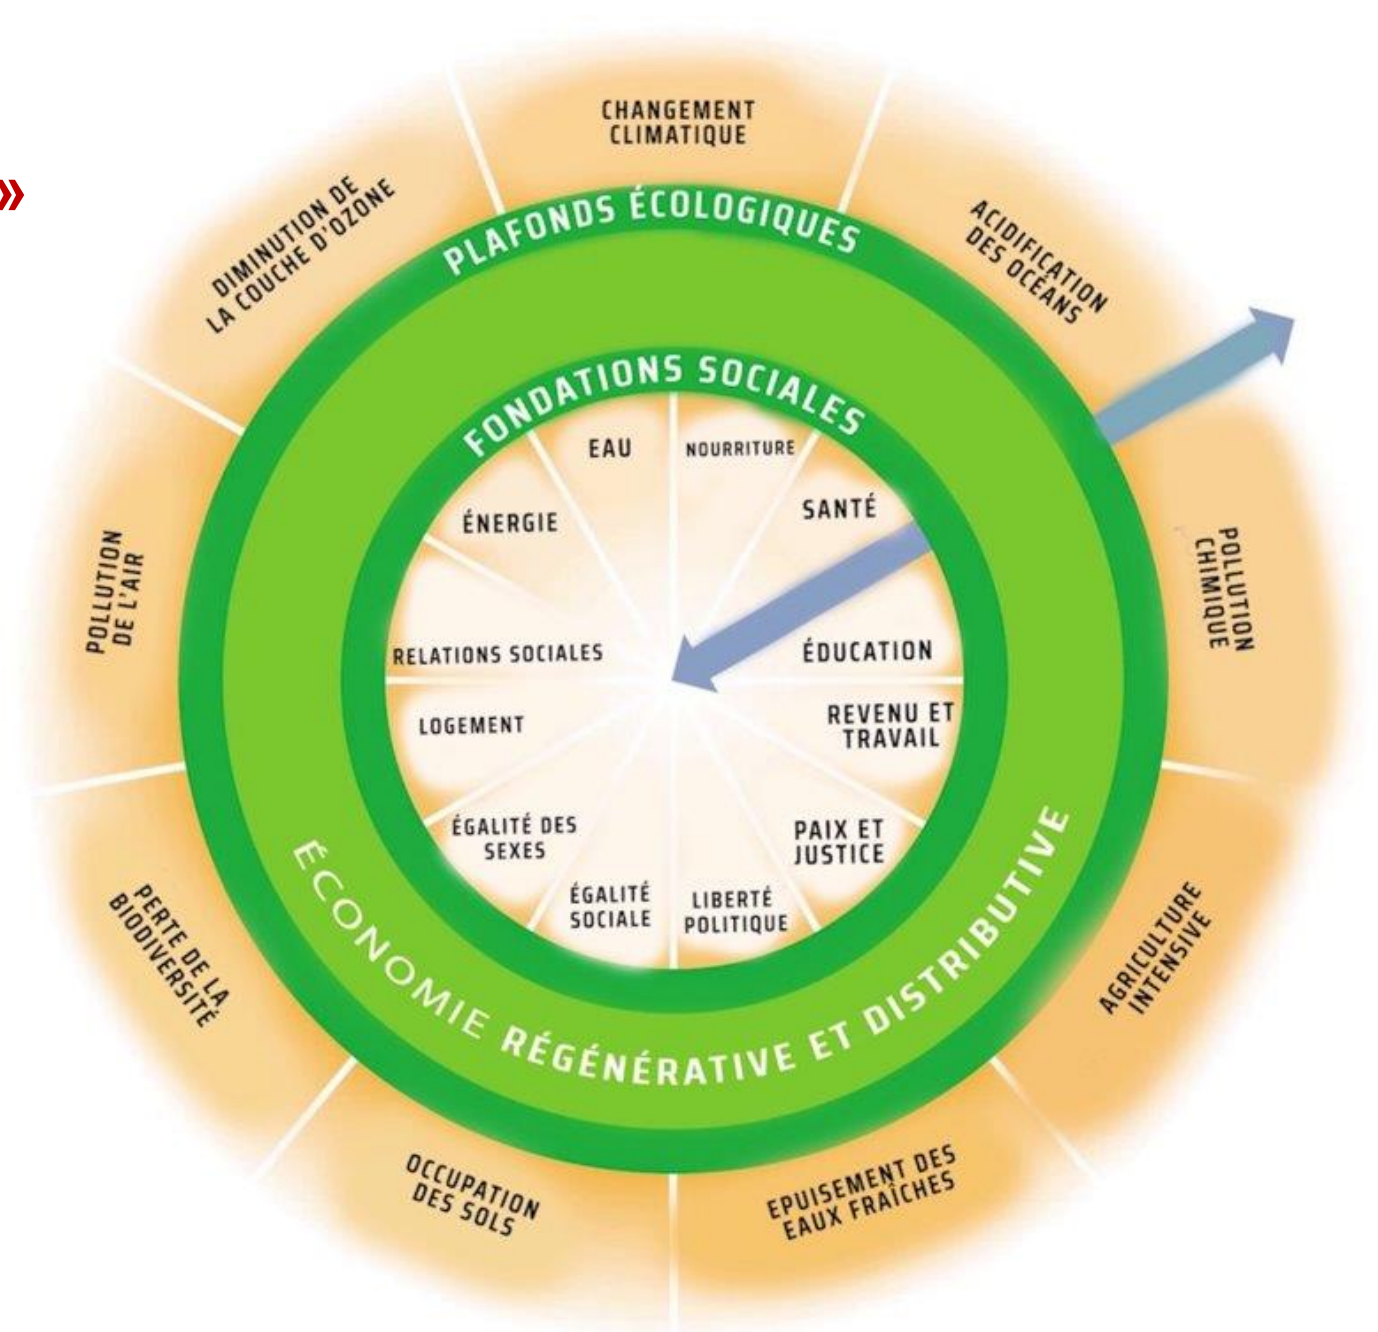 »
CHANGEMENT
CLIMATIQUE
ACIDIFICATION
DES OCÉANS
POLLUTION
CHIMIQUE
AGRICULTURE
INTENSIVE
EPUISEMENT DES
EAUX FRAÎCHES
OCCUPATION
DES SOLS
PERTE DE LA
BIODIVERSITÉ
POLLUTION
DE L'AIR
DIMINUTION DE
LA COUCHE D'OZONE
PLAFONDS ÉCOLOGIQUES
FONDATIONS SOCIALES
EAU
NOURRITURE
SANTÉ
ÉDUCATION
REVENU ET
TRAVAIL
PAIX ET
JUSTICE
LIBERTÉ
POLITIQUE
ÉGALITÉ
SOCIALE
ÉGALITÉ DES
SEXES
LOGEMENT
RELATIONS SOCIALES
ÉNERGIE
ÉCONOMIE RÉGÉNÉRATIVE ET DISTRIBUTIVE